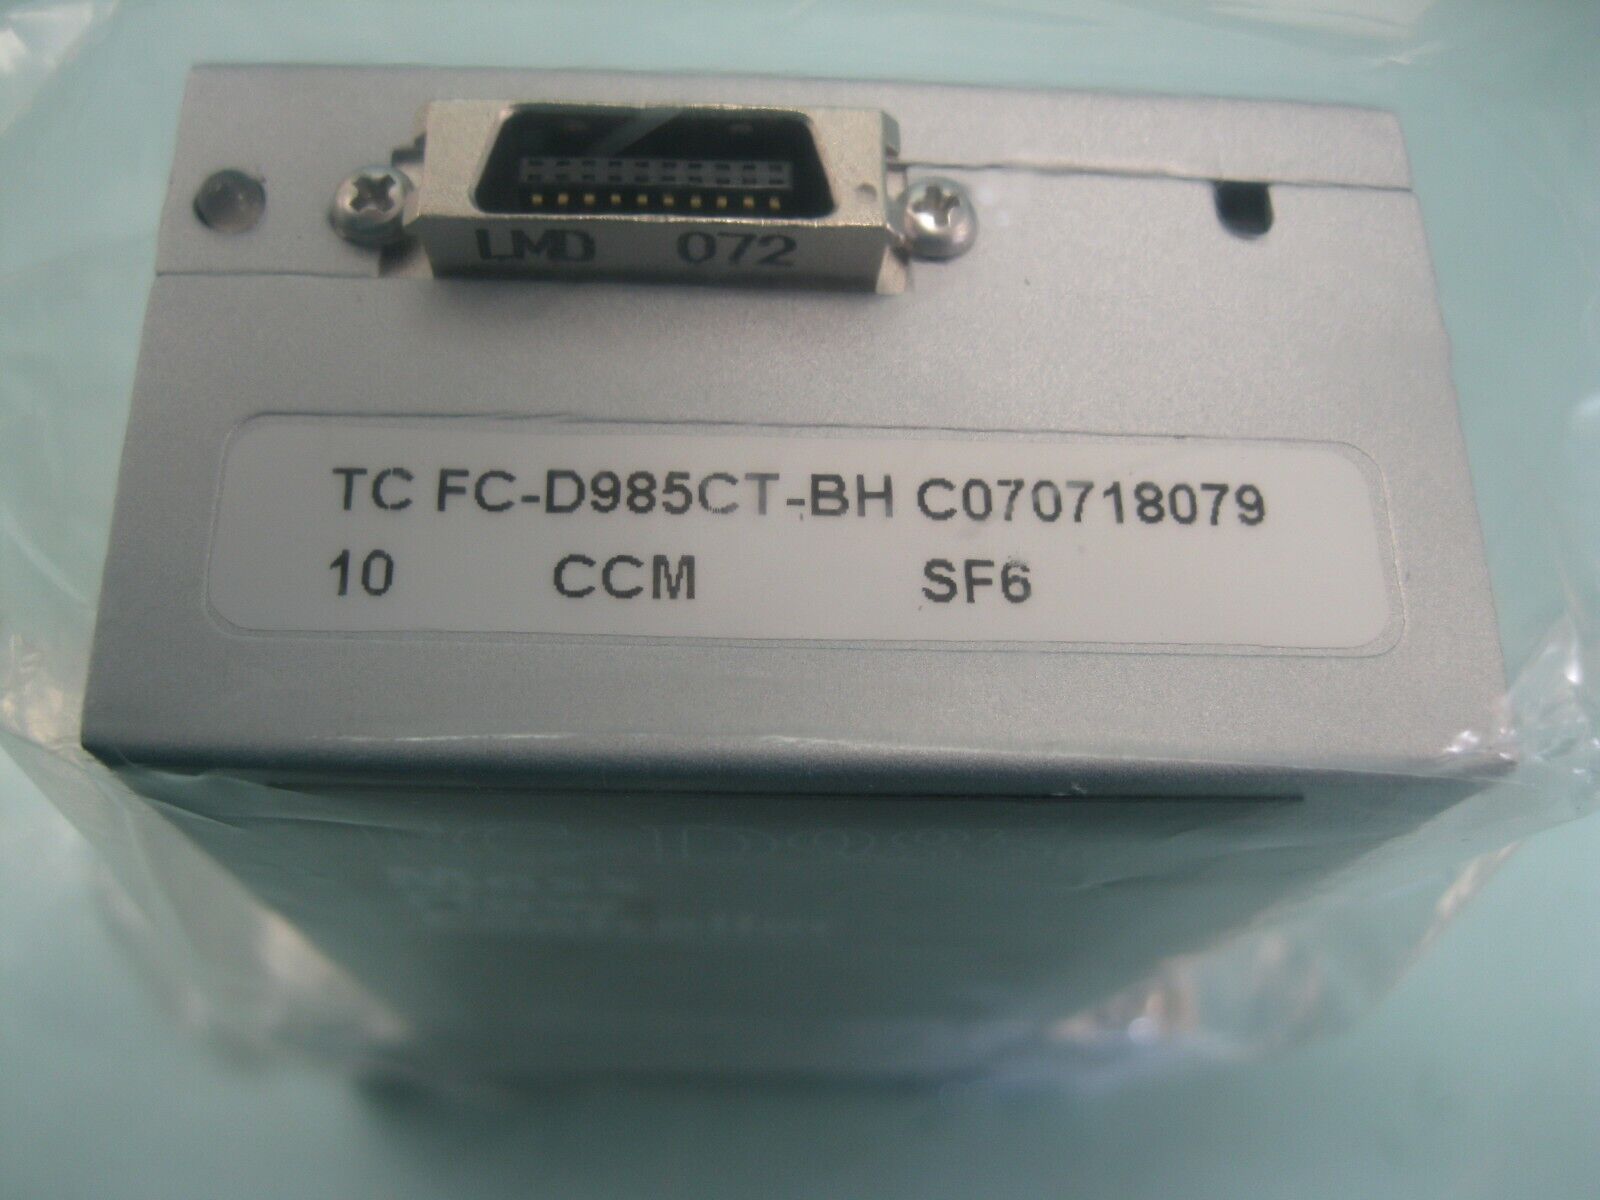 LMD 072
TC FC-D985CT-BH C070718079
10 CCM SF6